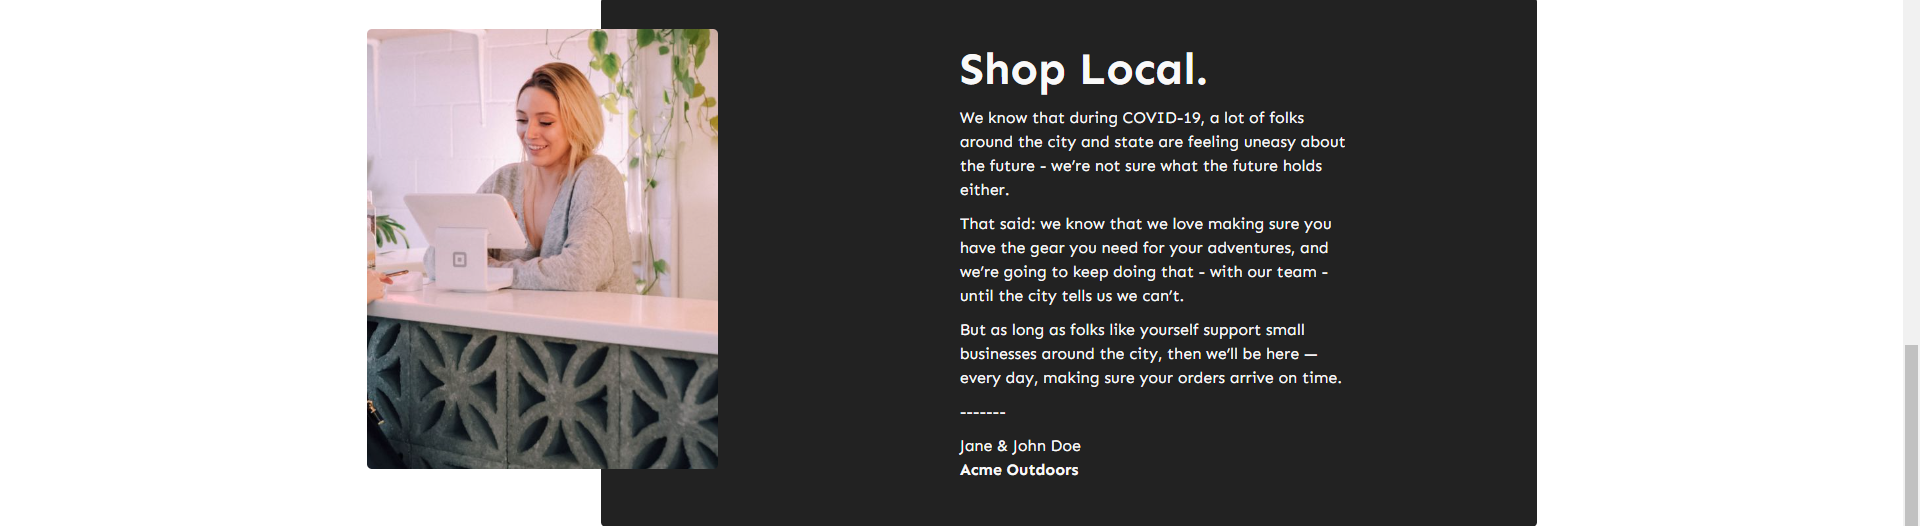 Shop Local.
We know that during COVID-19, a lot of folks
around the city and state are feeling uneasy about
the future - we’re not sure what the future holds
either.
That said: we know that we love making sure you
have the gear you need for your adventures, and
we’re going to keep doing that - with our team -
until the city tells us we can’t.
But as long as folks like yourself support small
businesses around the city, then we’ll be here —
every day, making sure your orders arrive on time.
-------
Jane & John Doe
Acme Outdoors